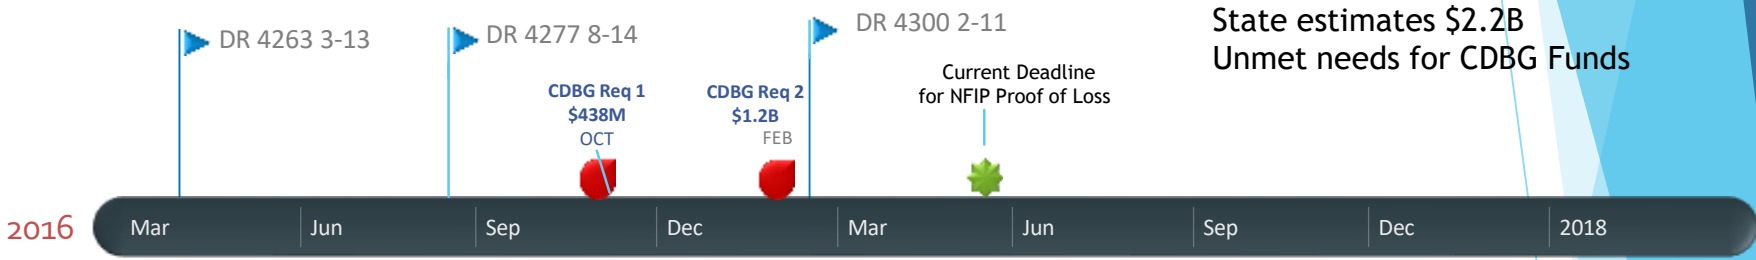 DR 4263 3-13
DR 4277 8-14
DR 4300 2-11
State estimates $2.2B
Unmet needs for CDBG Funds
CDBG Req 1
$438M
OCT
CDBG Req 2
$1.2B
FEB
Current Deadline
for NFIP Proof of Loss
2016
Mar
Jun
Sep
Dec
Mar
Jun
Sep
Dec
2018